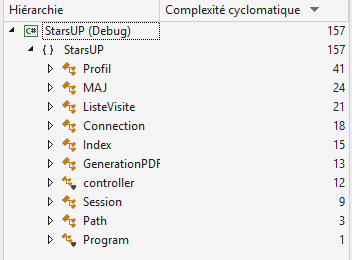 Hiérarchie Complexité cyclomatique
C# StarsUP (Debug) 157
{ } StarsUP 157
Profil 41
MAJ 24
ListeVisite 21
Connection 18
Index 15
GenerationPDF 13
controller 12
Session 9
Path 3
Program 1